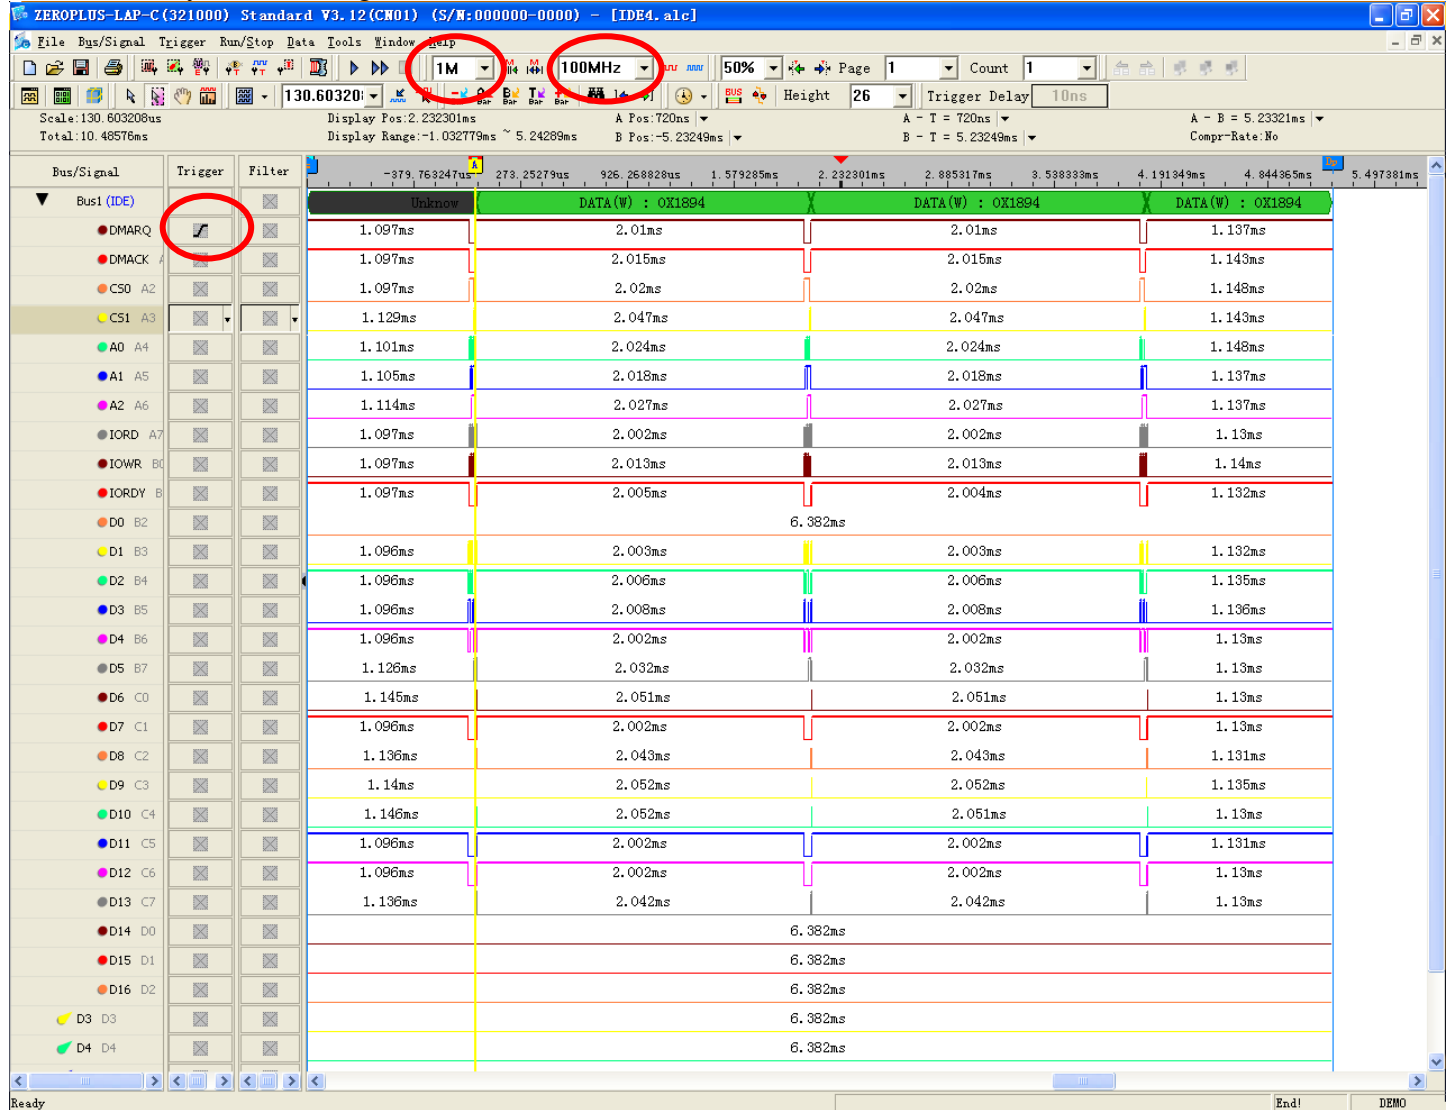 ZEROPLUS-LAP-C(321000) Standard V3.12(CN01) (S/N:000000-0000) - [IDE4.alc]
File Bus/Signal Trigger Run/Stop Data Tools Window Help
1M 100MHz 50% Page 1 Count 1
130.60320 Bar Bar Bar Bar Bar BUS Height 26 Trigger Delay 10ns
Scale:130.603208us Display Pos:2.232301ms A Pos:720ns A - T = 720ns A - B = 5.23321ms
Total:10.48576ms Display Range:-1.032779ms ~ 5.24289ms B Pos:-5.23249ms B - T = 5.23249ms Compr-Rate:No
Bus/Signal Trigger Filter -379.763247us A 273.25279us 926.268828us 1.579285ms 2.232301ms 2.885317ms 3.538333ms 4.191349ms 4.844365ms Dp 5.497381ms
Bus1 (IDE) Unknow DATA(W) : 0X1894 DATA(W) : 0X1894 DATA(W) : 0X1894
DMARQ 1.097ms 2.01ms 2.01ms 1.137ms
DMACK 1.097ms 2.015ms 2.015ms 1.143ms
CS0 A2 1.097ms 2.02ms 2.02ms 1.148ms
CS1 A3 1.129ms 2.047ms 2.047ms 1.143ms
A0 A4 1.101ms 2.024ms 2.024ms 1.148ms
A1 A5 1.105ms 2.018ms 2.018ms 1.137ms
A2 A6 1.114ms 2.027ms 2.027ms 1.137ms
IORD A7 1.097ms 2.002ms 2.002ms 1.13ms
IOWR B0 1.097ms 2.013ms 2.013ms 1.14ms
IORDY B 1.097ms 2.005ms 2.004ms 1.132ms
D0 B2 6.382ms
D1 B3 1.096ms 2.003ms 2.003ms 1.132ms
D2 B4 1.096ms 2.006ms 2.006ms 1.135ms
D3 B5 1.096ms 2.008ms 2.008ms 1.136ms
D4 B6 1.096ms 2.002ms 2.002ms 1.13ms
D5 B7 1.126ms 2.032ms 2.032ms 1.13ms
D6 C0 1.145ms 2.051ms 2.051ms 1.13ms
D7 C1 1.096ms 2.002ms 2.002ms 1.13ms
D8 C2 1.136ms 2.043ms 2.043ms 1.131ms
D9 C3 1.14ms 2.052ms 2.052ms 1.135ms
D10 C4 1.146ms 2.052ms 2.051ms 1.13ms
D11 C5 1.096ms 2.002ms 2.002ms 1.131ms
D12 C6 1.096ms 2.002ms 2.002ms 1.13ms
D13 C7 1.136ms 2.042ms 2.042ms 1.13ms
D14 D0 6.382ms
D15 D1 6.382ms
D16 D2 6.382ms
D3 D3 6.382ms
D4 D4 6.382ms
Ready End! DEMO